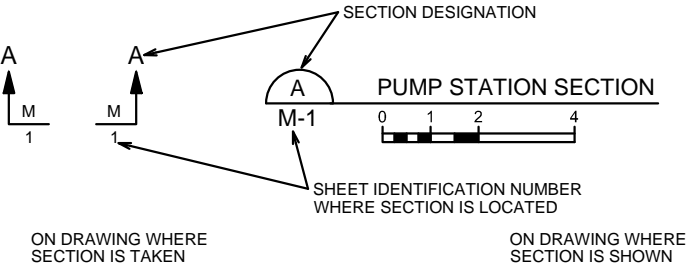 SECTION DESIGNATION
A
A
A
PUMP STATION SECTION
M
1
M
1
M-1
0 1 2 4
SHEET IDENTIFICATION NUMBER
WHERE SECTION IS LOCATED
ON DRAWING WHERE
SECTION IS TAKEN
ON DRAWING WHERE
SECTION IS SHOWN